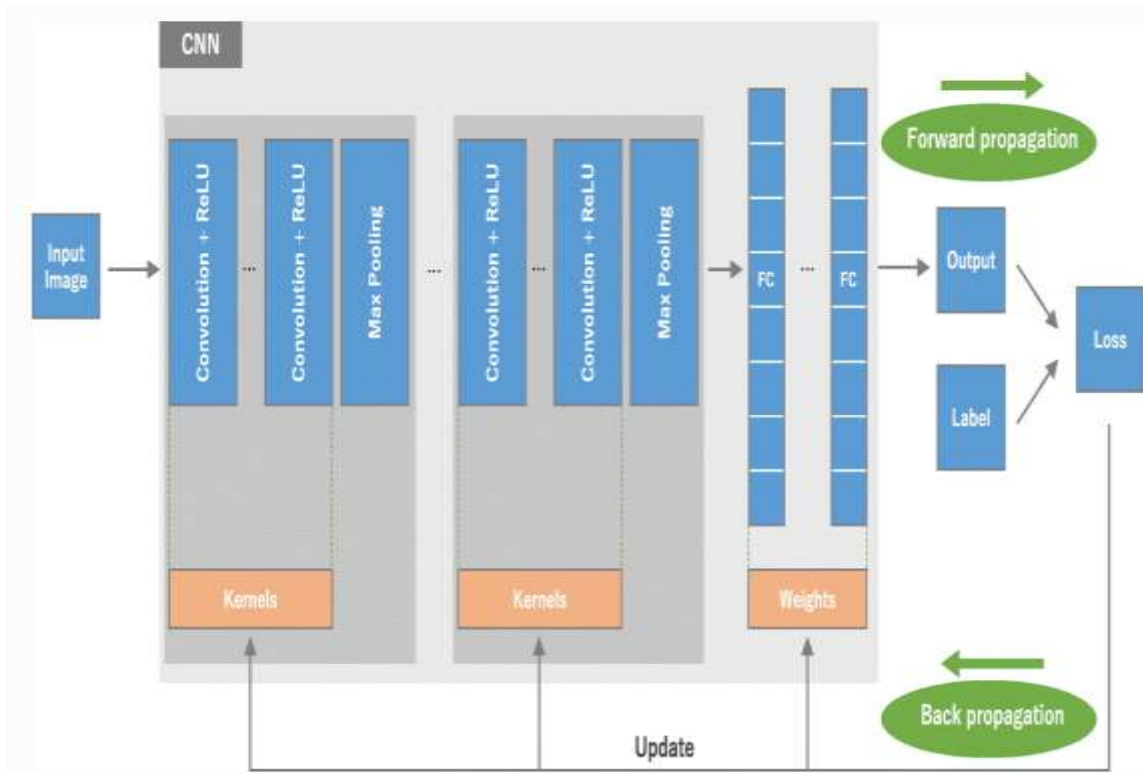 CNN
Forward propagation
Input
Image
Convolution + ReLU
...
Convolution + ReLU
Max Pooling
...
Convolution + ReLU
...
Convolution + ReLU
Max Pooling
FC
...
FC
Output
Label
Loss
Kernels
Kernels
Weights
Back propagation
Update